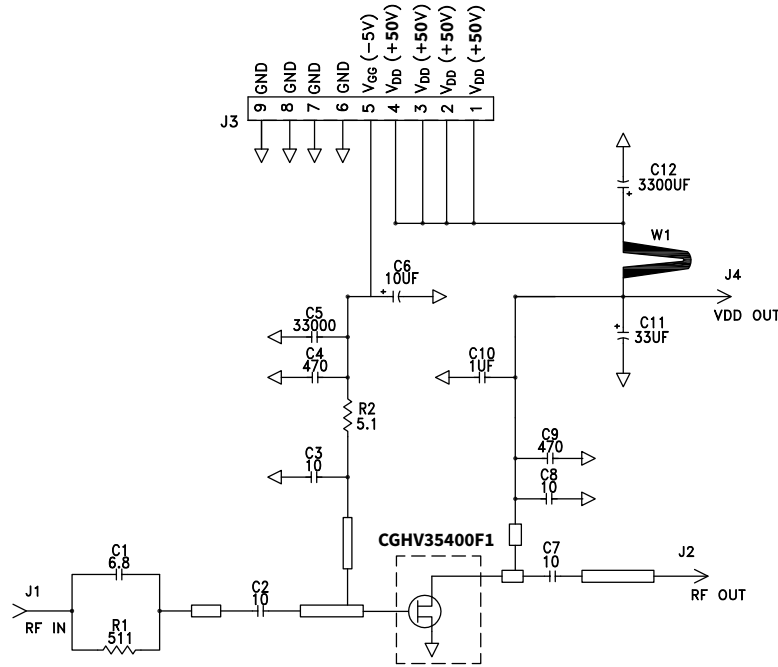 J3
9 GND
8 GND
7 GND
6 GND
5 VGG (-5V)
4 VDD (+50V)
3 VDD (+50V)
2 VDD (+50V)
1 VDD (+50V)
C12
3300UF
+
W1
J4
VDD OUT
C6
10UF
+
C11
33UF
+
C5
33000
C4
470
C10
1UF
R2
5.1
C9
470
C3
10
C8
10
CGHV35400F1
C1
6.8
C7
10
J2
RF OUT
J1
RF IN
C2
10
R1
511